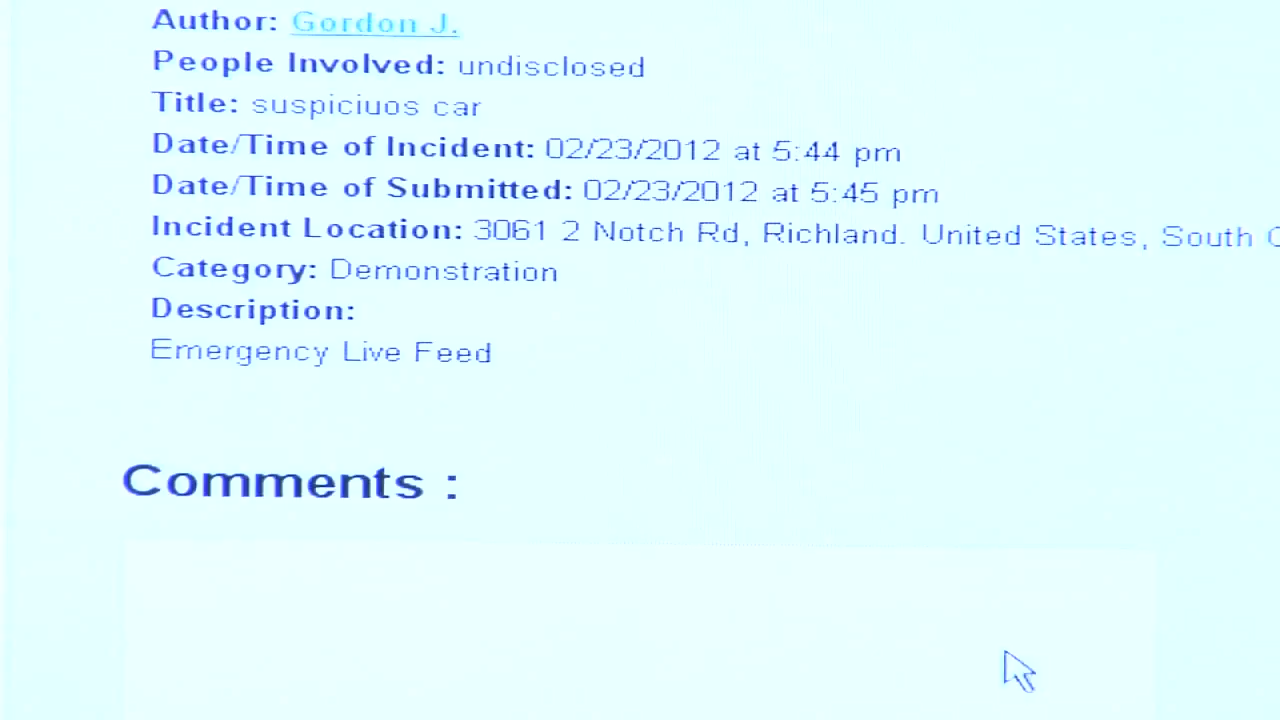 Author: Gordon J.
People Involved: undisclosed
Title: suspiciuos car
Date/Time of Incident: 02/23/2012 at 5:44 pm
Date/Time of Submitted: 02/23/2012 at 5:45 pm
Incident Location: 3061 2 Notch Rd, Richland. United States, South
Category: Demonstration
Description:
Emergency Live Feed
Comments :